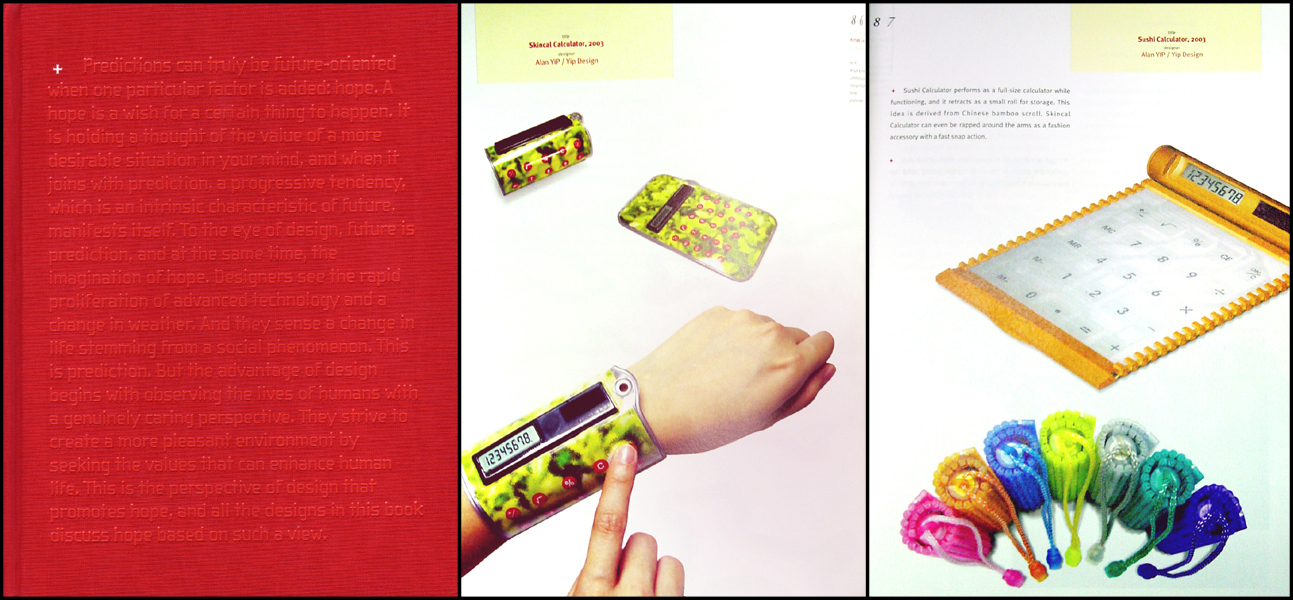 + Predictions can truly be future-oriented
when one particular factor is added: hope. A
hope is a wish for a certain thing to happen. It
is holding a thought on the value of a more
desirable situation in your mind, and when it
joins with prediction, a progressive tendency,
which is an intrinsic characteristic of future,
manifests itself. To the eye of design, future is
prediction, and at the same time, the
imagination of hope. Designers see the rapid
proliferation of advanced technology and a
change in weather. And they sense a change in
life stemming from a social phenomenon. This
is prediction. But the advantage of design
begins with observing the lives of humans with
a genuinely caring perspective. They strive to
create a more pleasant environment by
seeking the values that can enhance human
life. This is the perspective of design that
promotes hope, and all the designs in this book
discuss hope based on such a view.
title
Skincal Calculator, 2003
designer
Alan YIP / Yip Design
86
12345678
%
C
87
title
Sushi Calculator, 2003
designer
Alan YIP / Yip Design
+ Sushi Calculator performs as a full-size calculator while
functioning, and it retracts as a small roll for storage. This
idea is derived from Chinese bamboo scroll. Skincal
Calculator can even be rapped around the arms as a fashion
accessory with a fast snap action.
12345678
+/- √ % CE
MC 7 8 9 ÷
MR 4 5 6 ×
M- 1 2 3 −
M+ 0 • = +